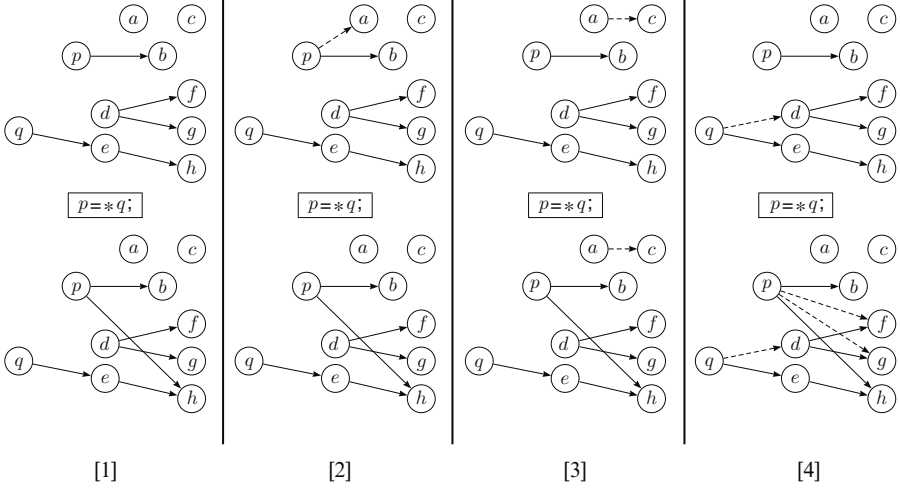 a c a c a c a c
p b p b p b p b
f f f f
d d d d
q g q g q g q g
e e e e
h h h h
p=*q; p=*q; p=*q; p=*q;
a c a c a c a c
p b p b p b p b
f f f f
d d d d
q g q g q g q g
e e e e
h h h h
[1] [2] [3] [4]